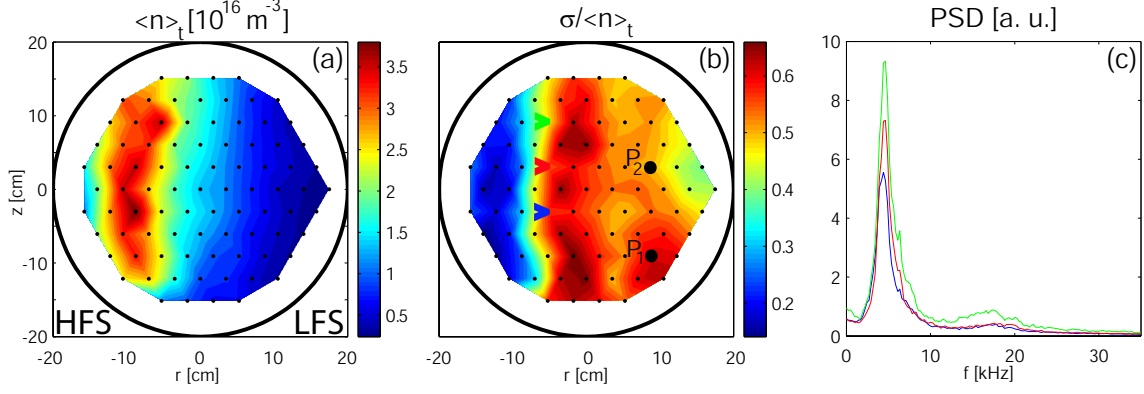 <n>t [10^16 m^-3]
(a)
HFS
LFS
z [cm]
20
10
0
-10
-20
-20
-10
0
10
20
r [cm]
3.5
3
2.5
2
1.5
1
0.5
σ/<n>t
(b)
P2
P1
-20
-10
0
10
20
r [cm]
0.6
0.5
0.4
0.3
0.2
PSD [a. u.]
(c)
10
8
6
4
2
0
0
10
20
30
f [kHz]